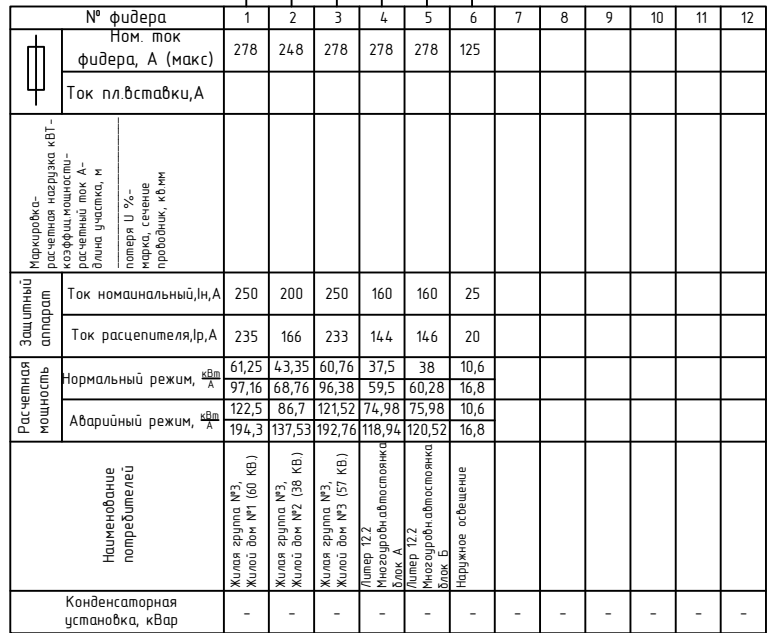 № фидера 1 2 3 4 5 6 7 8 9 10 11 12
Ном. ток
фидера, А (макс) 278 248 278 278 278 125
Ток пл.вставки,А
Маркировка-
расчетная нагрузка кВТ-
коэффиц.мощности-
расчетный ток А-
длина участка, м
потеря U %-
марка, сечение
проводник, кв.мм
Защитный
аппарат
Ток номаинальный,Iн,А 250 200 250 160 160 25
Ток расцепителя,Iр,А 235 166 233 144 146 20
Расчетная
мощность
Нормальный режим, кВт/А
61,25 43,35 60,76 37,5 38 10,6
97,16 68,76 96,38 59,5 60,28 16,8
Аварийный режим, кВт/А
122,5 86,7 121,52 74,98 75,98 10,6
194,3 137,53 192,76 118,94 120,52 16,8
Наименование
потребителей
Жилая группа №3,
Жилой дом №1 (60 КВ.)
Жилая группа №3,
Жилой дом №2 (38 КВ.)
Жилая группа №3,
Жилой дом №3 (57 КВ.)
Литер 12.2
Многоуровн.автостоянка
блок А
Литер 12.2
Многоуровн.автостоянка
блок Б
Наружное освещение
Конденсаторная
установка, кВар - - - - - - - - - - - -